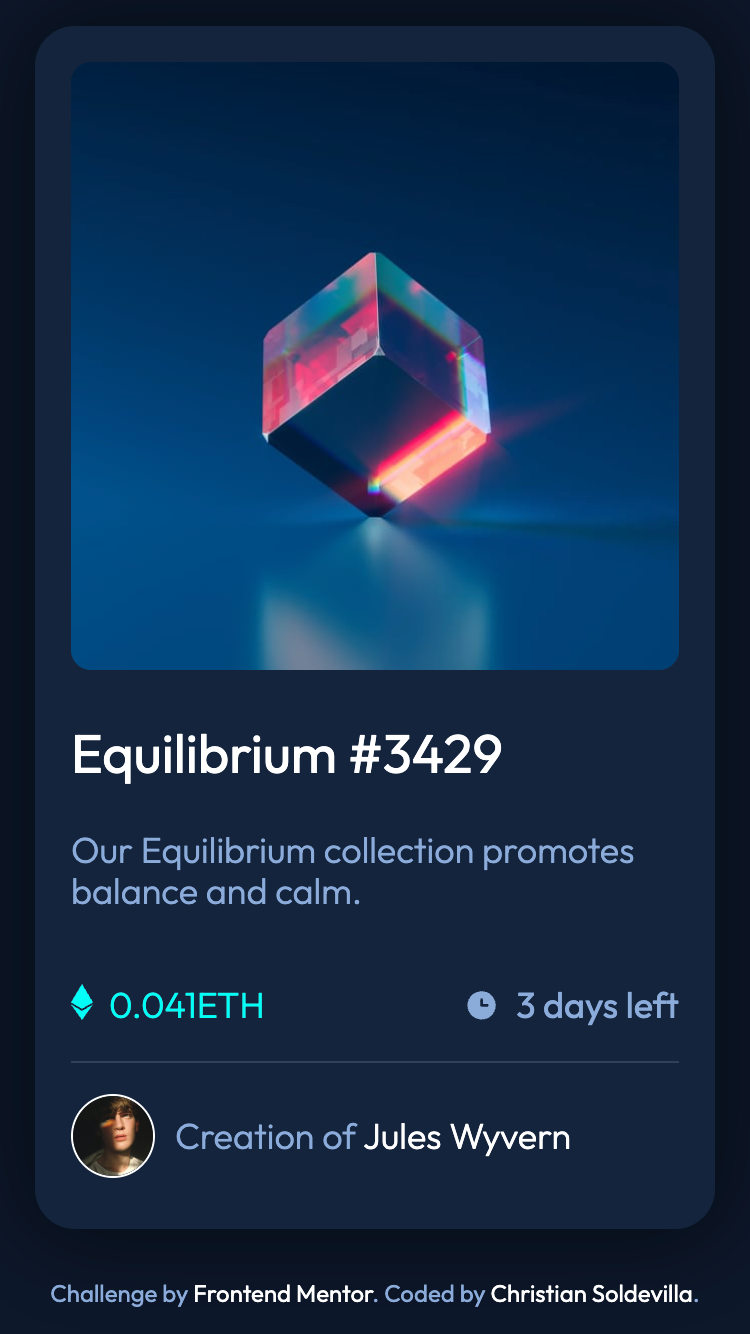 Equilibrium #3429
Our Equilibrium collection promotes
balance and calm.
0.041ETH
3 days left
Creation of Jules Wyvern
Challenge by Frontend Mentor. Coded by Christian Soldevilla.